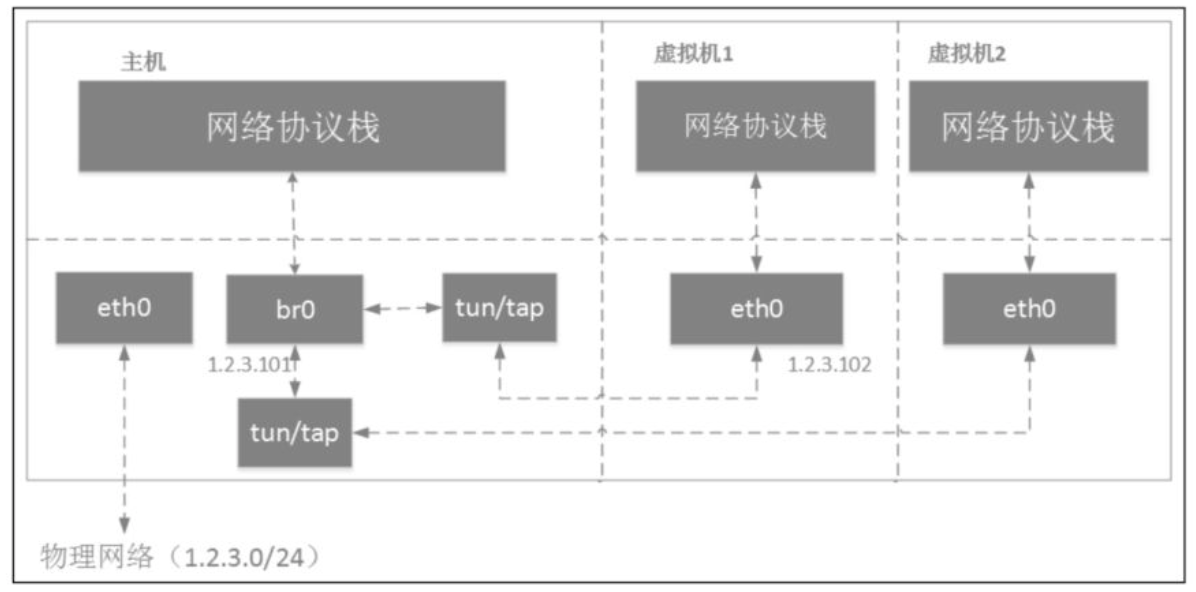 主机
虚拟机1
虚拟机2
网络协议栈
网络协议栈
网络协议栈
eth0
br0
tun/tap
eth0
eth0
1.2.3.101
1.2.3.102
tun/tap
物理网络（1.2.3.0/24）